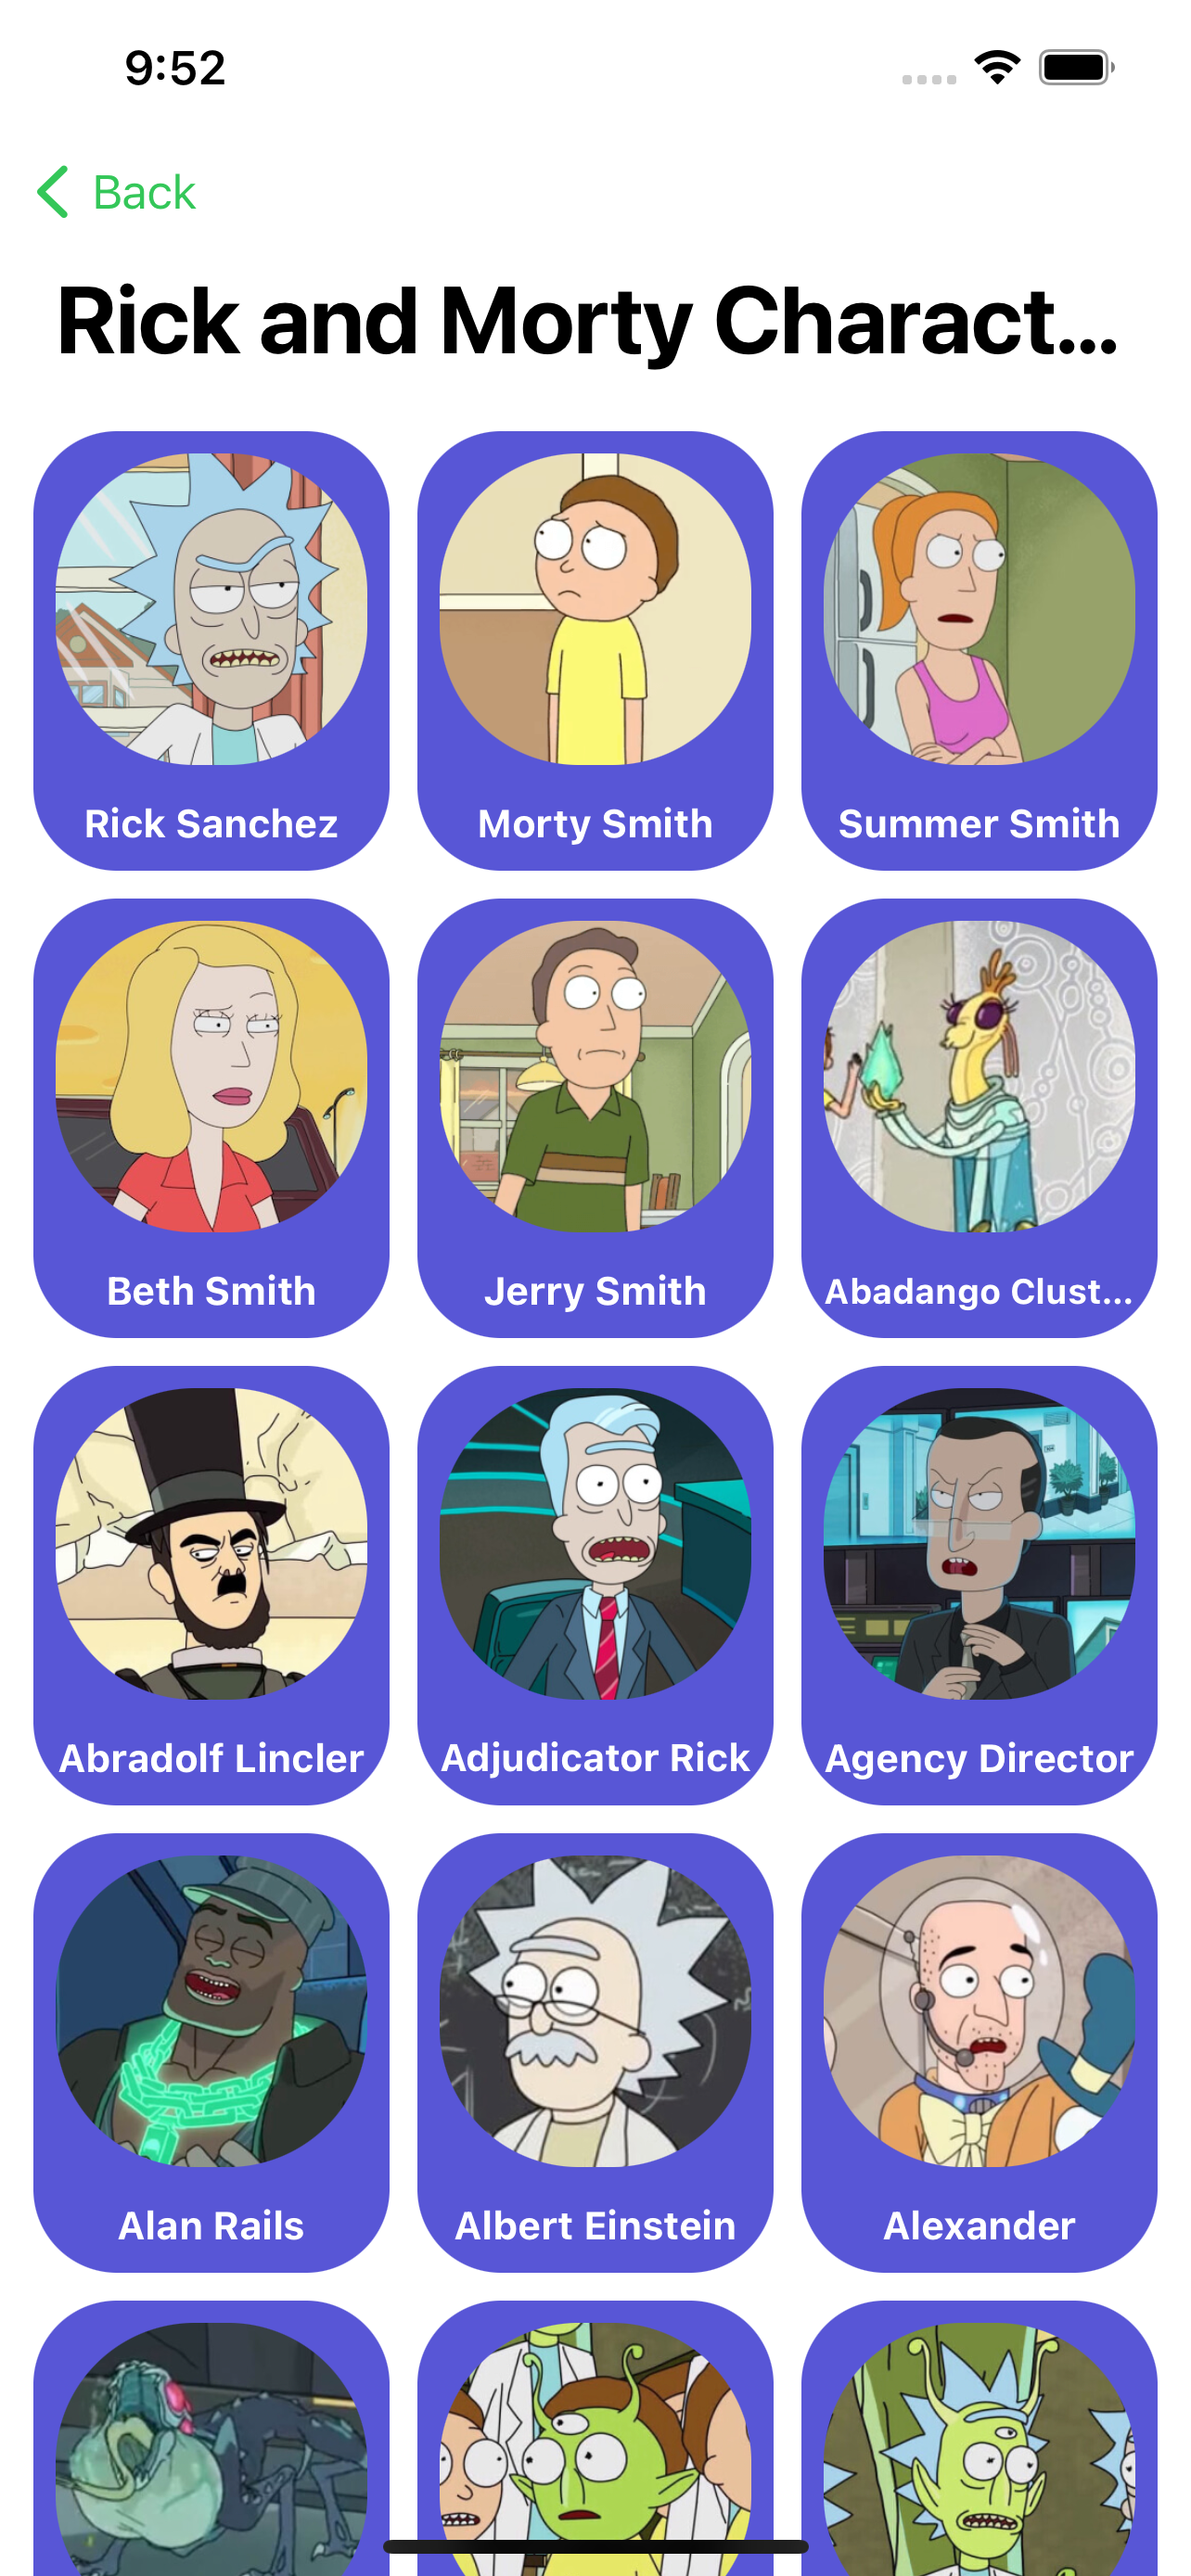 9:52
Back
Rick and Morty Charact...
Rick Sanchez
Morty Smith
Summer Smith
Beth Smith
Jerry Smith
Abadango Clust...
Abradolf Lincler
Adjudicator Rick
Agency Director
Alan Rails
Albert Einstein
Alexander